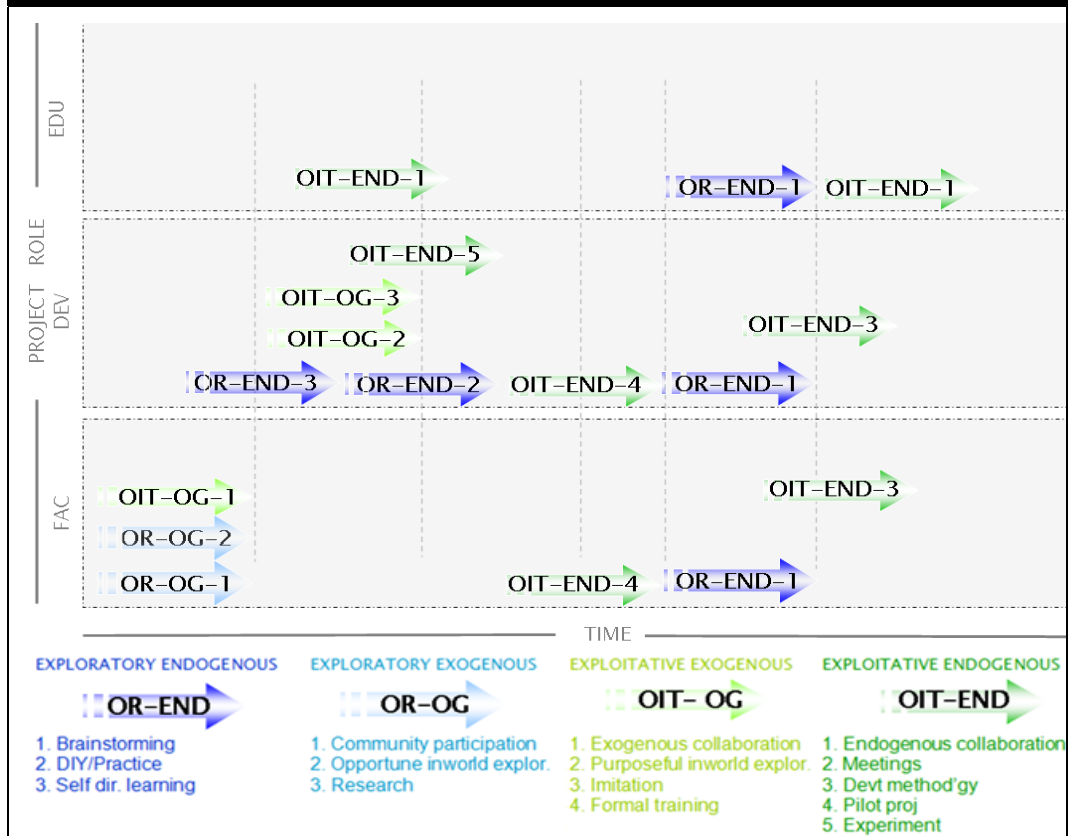 EDU
OIT-END-1
OR-END-1
OIT-END-1
PROJECT ROLE
DEV
OIT-END-5
OIT-OG-3
OIT-END-3
OIT-OG-2
OR-END-3
OR-END-2
OIT-END-4
OR-END-1
FAC
OIT-OG-1
OIT-END-3
OR-OG-2
OR-OG-1
OIT-END-4
OR-END-1
TIME
EXPLORATORY ENDOGENOUS
OR-END
1. Brainstorming
2. DIY/Practice
3. Self dir. learning
EXPLORATORY EXOGENOUS
OR-OG
1. Community participation
2. Opportune inworld explor.
3. Research
EXPLOITATIVE EXOGENOUS
OIT- OG
1. Exogenous collaboration
2. Purposeful inworld explor.
3. Imitation
4. Formal training
EXPLOITATIVE ENDOGENOUS
OIT-END
1. Endogenous collaboration
2. Meetings
3. Devt method'gy
4. Pilot proj
5. Experiment